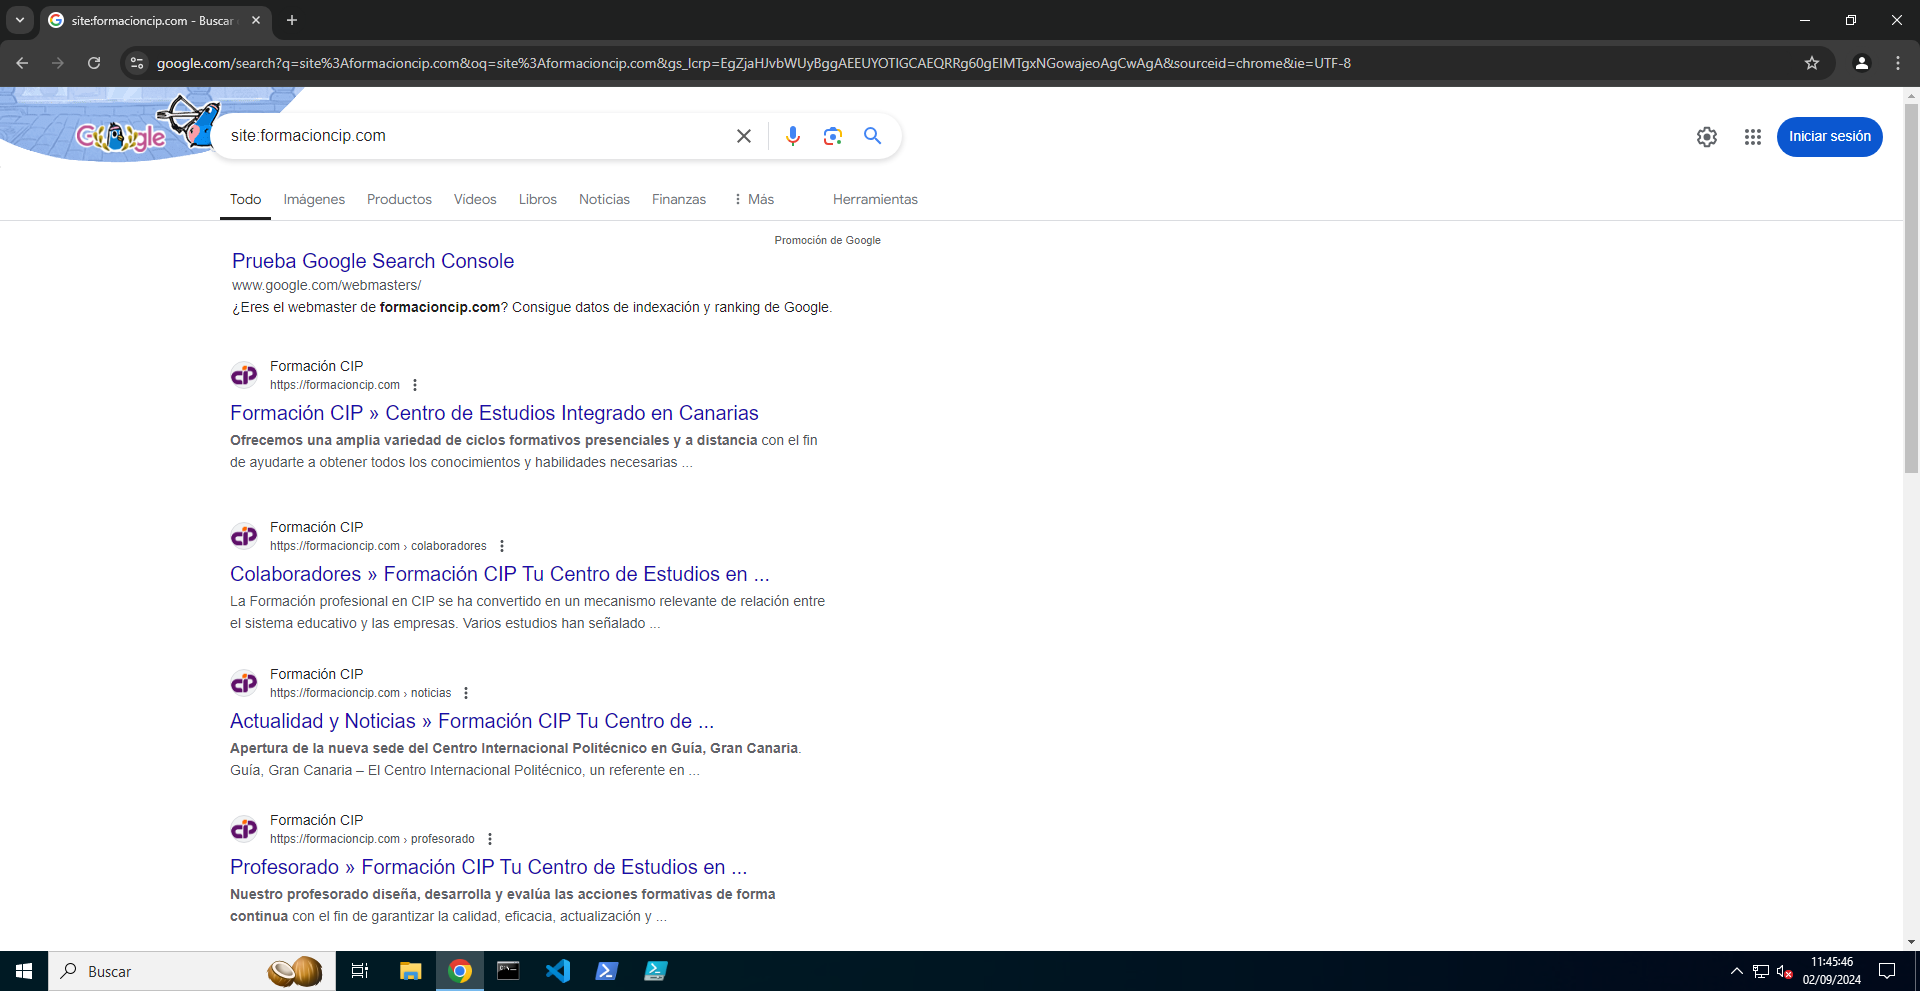 site:formacioncip.com - Buscar
google.com/search?q=site%3Aformacioncip.com&oq=site%3Aformacioncip.com&gs_lcrp=EgZjaHJvbWUyBggAEEUYOTIGCAEQRRg60gEIMTgxNGowajeoAgCwAgA&sourceid=chrome&ie=UTF-8
Google
site:formacioncip.com
Iniciar sesión
Todo Imágenes Productos Vídeos Libros Noticias Finanzas Más Herramientas
Promoción de Google
Prueba Google Search Console
www.google.com/webmasters/
¿Eres el webmaster de formacioncip.com? Consigue datos de indexación y ranking de Google.
Formación CIP
https://formacioncip.com
Formación CIP » Centro de Estudios Integrado en Canarias
Ofrecemos una amplia variedad de ciclos formativos presenciales y a distancia con el fin
de ayudarte a obtener todos los conocimientos y habilidades necesarias ...
Formación CIP
https://formacioncip.com › colaboradores
Colaboradores » Formación CIP Tu Centro de Estudios en ...
La Formación profesional en CIP se ha convertido en un mecanismo relevante de relación entre
el sistema educativo y las empresas. Varios estudios han señalado ...
Formación CIP
https://formacioncip.com › noticias
Actualidad y Noticias » Formación CIP Tu Centro de ...
Apertura de la nueva sede del Centro Internacional Politécnico en Guía, Gran Canaria.
Guía, Gran Canaria – El Centro Internacional Politécnico, un referente en ...
Formación CIP
https://formacioncip.com › profesorado
Profesorado » Formación CIP Tu Centro de Estudios en ...
Nuestro profesorado diseña, desarrolla y evalúa las acciones formativas de forma
continua con el fin de garantizar la calidad, eficacia, actualización y ...
Buscar
11:45:46
02/09/2024